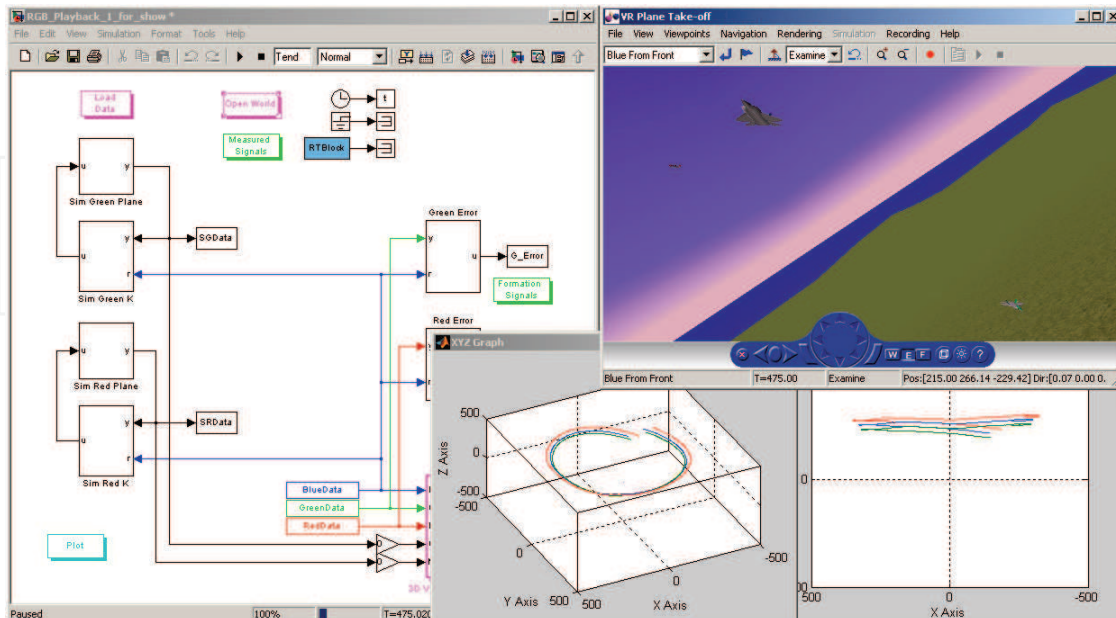 RGB_Playback_1_for_show *
File Edit View Simulation Format Tools Help
Tend
Normal
Load
Data
Open World
t
Measured
Signals
RTBlock
u
y
Sim Green Plane
y
SGData
r
Sim Green K
Green Error
y
u
G_Error
r
Formation
Signals
Red Error
u
y
Sim Red Plane
y
SRData
r
Sim Red K
BlueData
GreenData
RedData
0
0
Plot
3D V
Paused
100%
T=475.020
VR Plane Take-off
File View Viewpoints Navigation Rendering Simulation Recording Help
Blue From Front
Examine
W E F
?
Blue From Front
T=475.00
Examine
Pos:[215.00 266.14 -229.42] Dir:[0.07 0.00 0.
XYZ Graph
500
0
-500
Z Axis
-500
0
500
Y Axis
500
0
-500
X Axis
0
-500
500
0
-500
X Axis